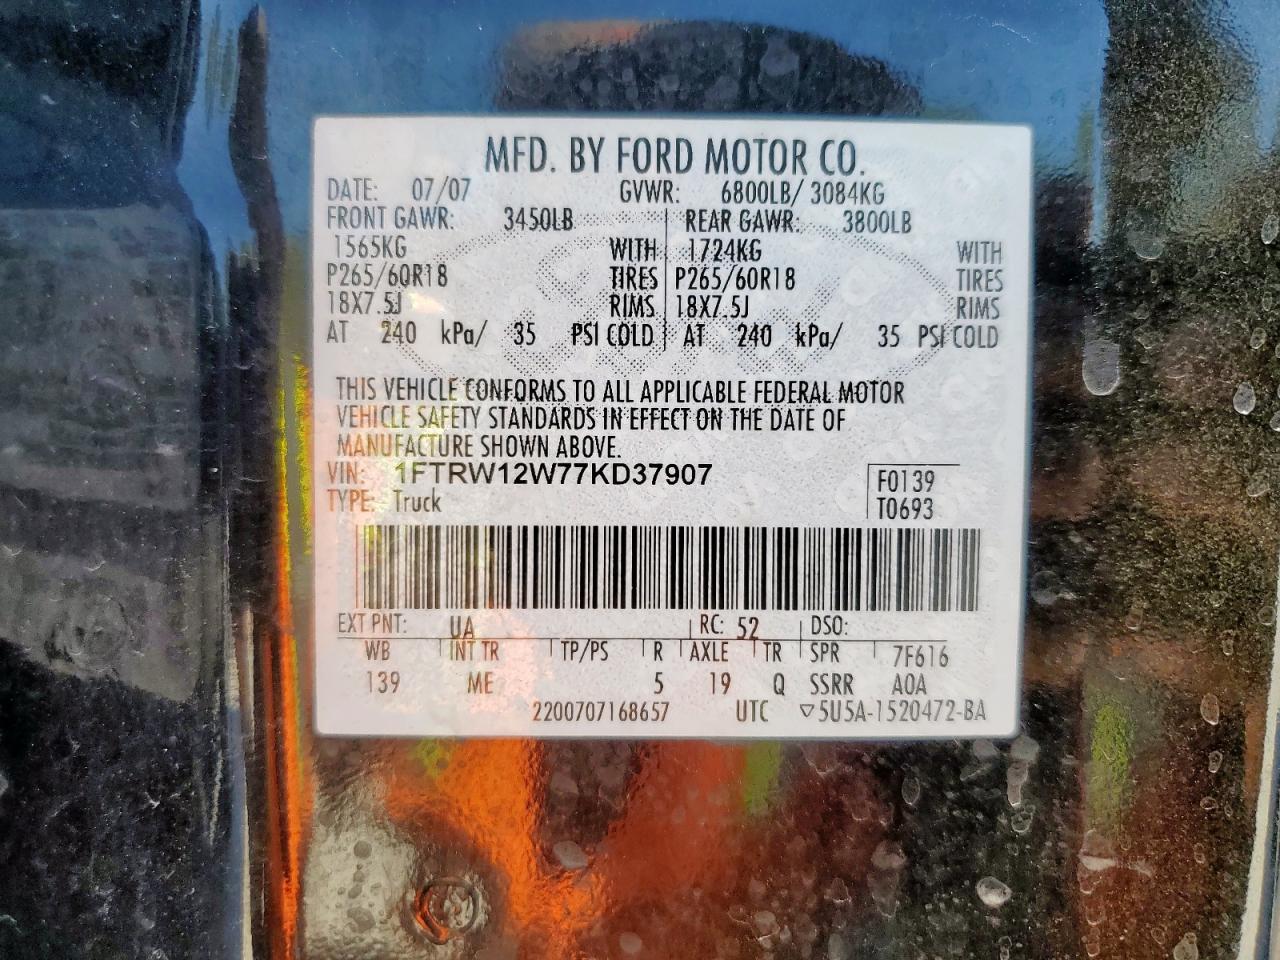 MFD. BY FORD MOTOR CO.
DATE: 07/07 GVWR: 6800LB/ 3084KG
FRONT GAWR: 3450LB REAR GAWR: 3800LB
1565KG WITH 1724KG WITH
P265/60R18 TIRES P265/60R18 TIRES
18X7.5J RIMS 18X7.5J RIMS
AT 240 kPa/ 35 PSI COLD AT 240 kPa/ 35 PSI COLD
THIS VEHICLE CONFORMS TO ALL APPLICABLE FEDERAL MOTOR
VEHICLE SAFETY STANDARDS IN EFFECT ON THE DATE OF
MANUFACTURE SHOWN ABOVE.
VIN: 1FTRW12W77KD37907 F0139
TYPE: Truck T0693
EXT PNT: UA RC: 52 DSO:
WB INT TR TP/PS R AXLE TR SPR 7F616
139 ME 5 19 Q SSRR A0A
2200707168657 UTC ▽5U5A-1520472-BA